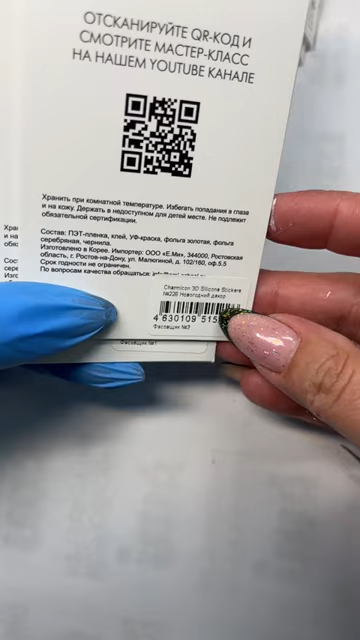 ОТСКАНИРУЙТЕ QR-КОД И
СМОТРИТЕ МАСТЕР-КЛАСС
НА НАШЕМ YOUTUBE КАНАЛЕ
Хранить при комнатной температуре. Избегать попадания в глаза
и на кожу. Держать в недоступном для детей месте. Не подлежит
обязательной сертификации.
Состав: ПЭТ-пленка, клей, УФ-краска, фольга золотая, фольга
серебряная, чернила.
Изготовлено в Корее. Импортер: ООО «Е.Ми», 344000, Ростовская
область, г. Ростов-на-Дону, ул. Малюгиной, д. 102/160, оф.5.5
Срок годности не ограничен.
По вопросам качества обращаться:
Charmicon 3D Silicone Stickers
№226 Новогодний декор
4 630109 515
Фасовщик №3
Фасовщик №1